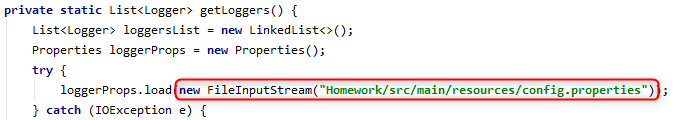 private static List<Logger> getLoggers() {
List<Logger> loggersList = new LinkedList<>();
Properties loggerProps = new Properties();
try {
loggerProps.load(new FileInputStream("Homework/src/main/resources/config.properties"));
} catch (IOException e) {